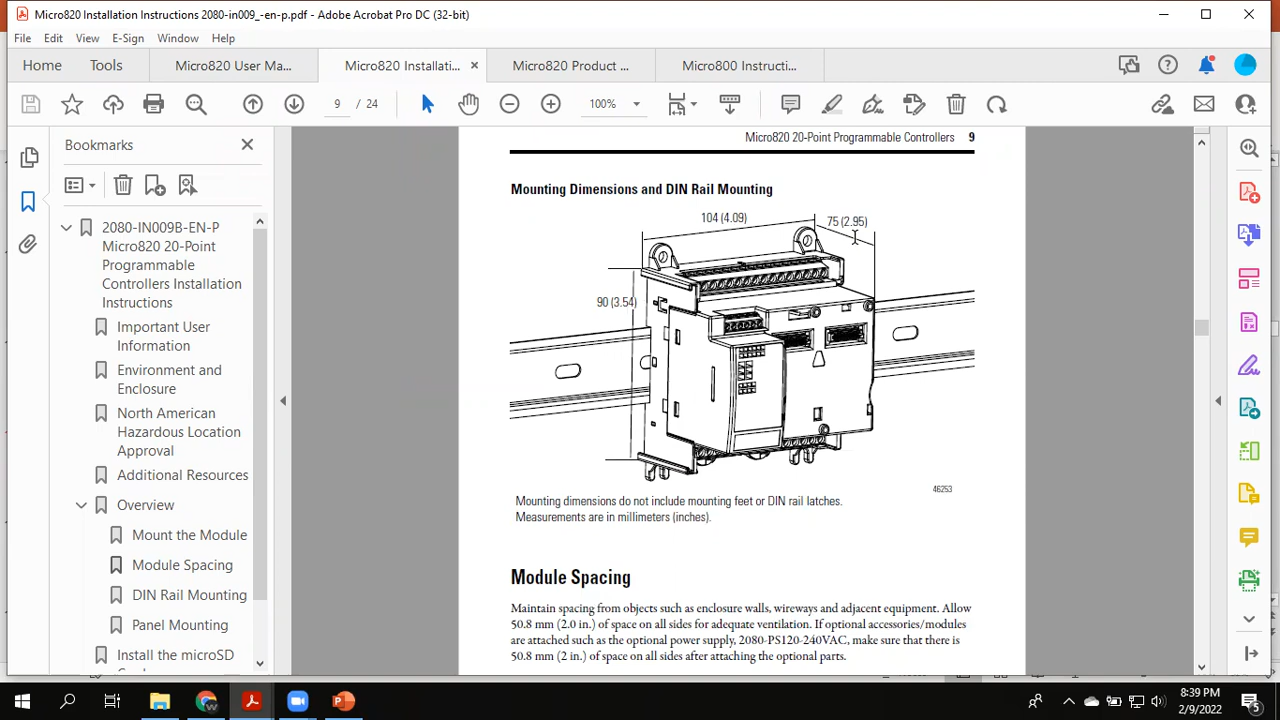 Micro820 Installation Instructions 2080-in009_-en-p.pdf - Adobe Acrobat Pro DC (32-bit)
File Edit View E-Sign Window Help
Home Tools Micro820 User Ma... Micro820 Installati... × Micro820 Product ... Micro800 Instructi...
9 / 24 100%
Bookmarks
2080-IN009B-EN-P
Micro820 20-Point
Programmable
Controllers Installation
Instructions
Important User
Information
Environment and
Enclosure
North American
Hazardous Location
Approval
Additional Resources
Overview
Mount the Module
Module Spacing
DIN Rail Mounting
Panel Mounting
Install the microSD
Micro820 20-Point Programmable Controllers 9
Mounting Dimensions and DIN Rail Mounting
104 (4.09)
75 (2.95)
90 (3.54)
46253
Mounting dimensions do not include mounting feet or DIN rail latches.
Measurements are in millimeters (inches).
Module Spacing
Maintain spacing from objects such as enclosure walls, wireways and adjacent equipment. Allow
50.8 mm (2.0 in.) of space on all sides for adequate ventilation. If optional accessories/modules
are attached such as the optional power supply, 2080-PS120-240VAC, make sure that there is
50.8 mm (2 in.) of space on all sides after attaching the optional parts.
8:39 PM
2/9/2022
5